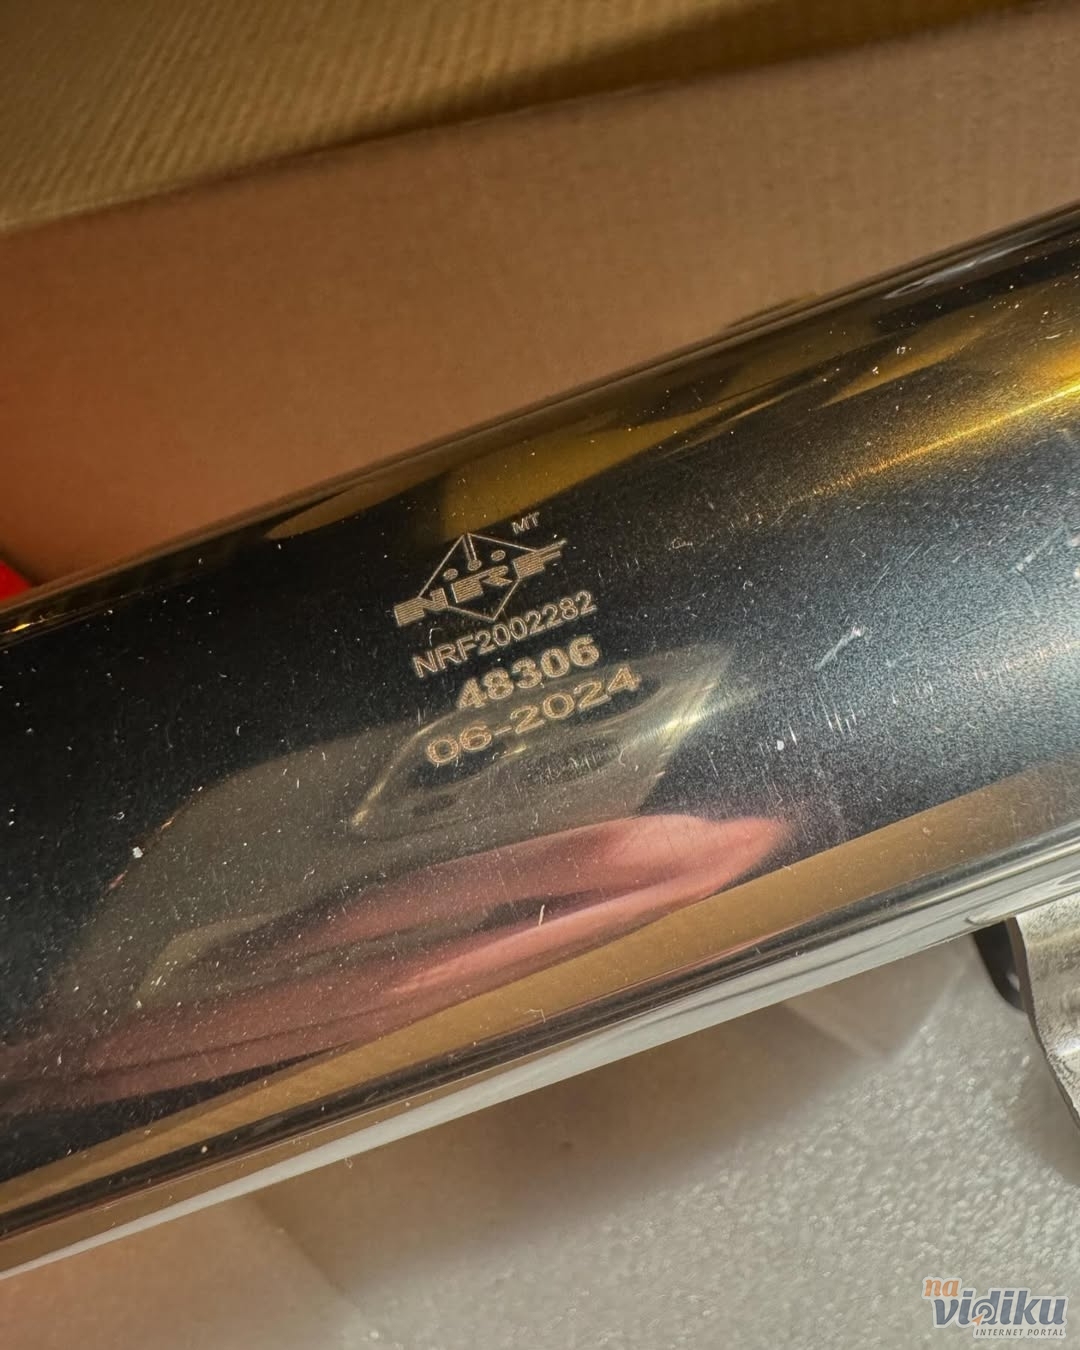 MT
NRF
NRF2002282
48306
06-2024
na
vidiku
INTERNET PORTAL